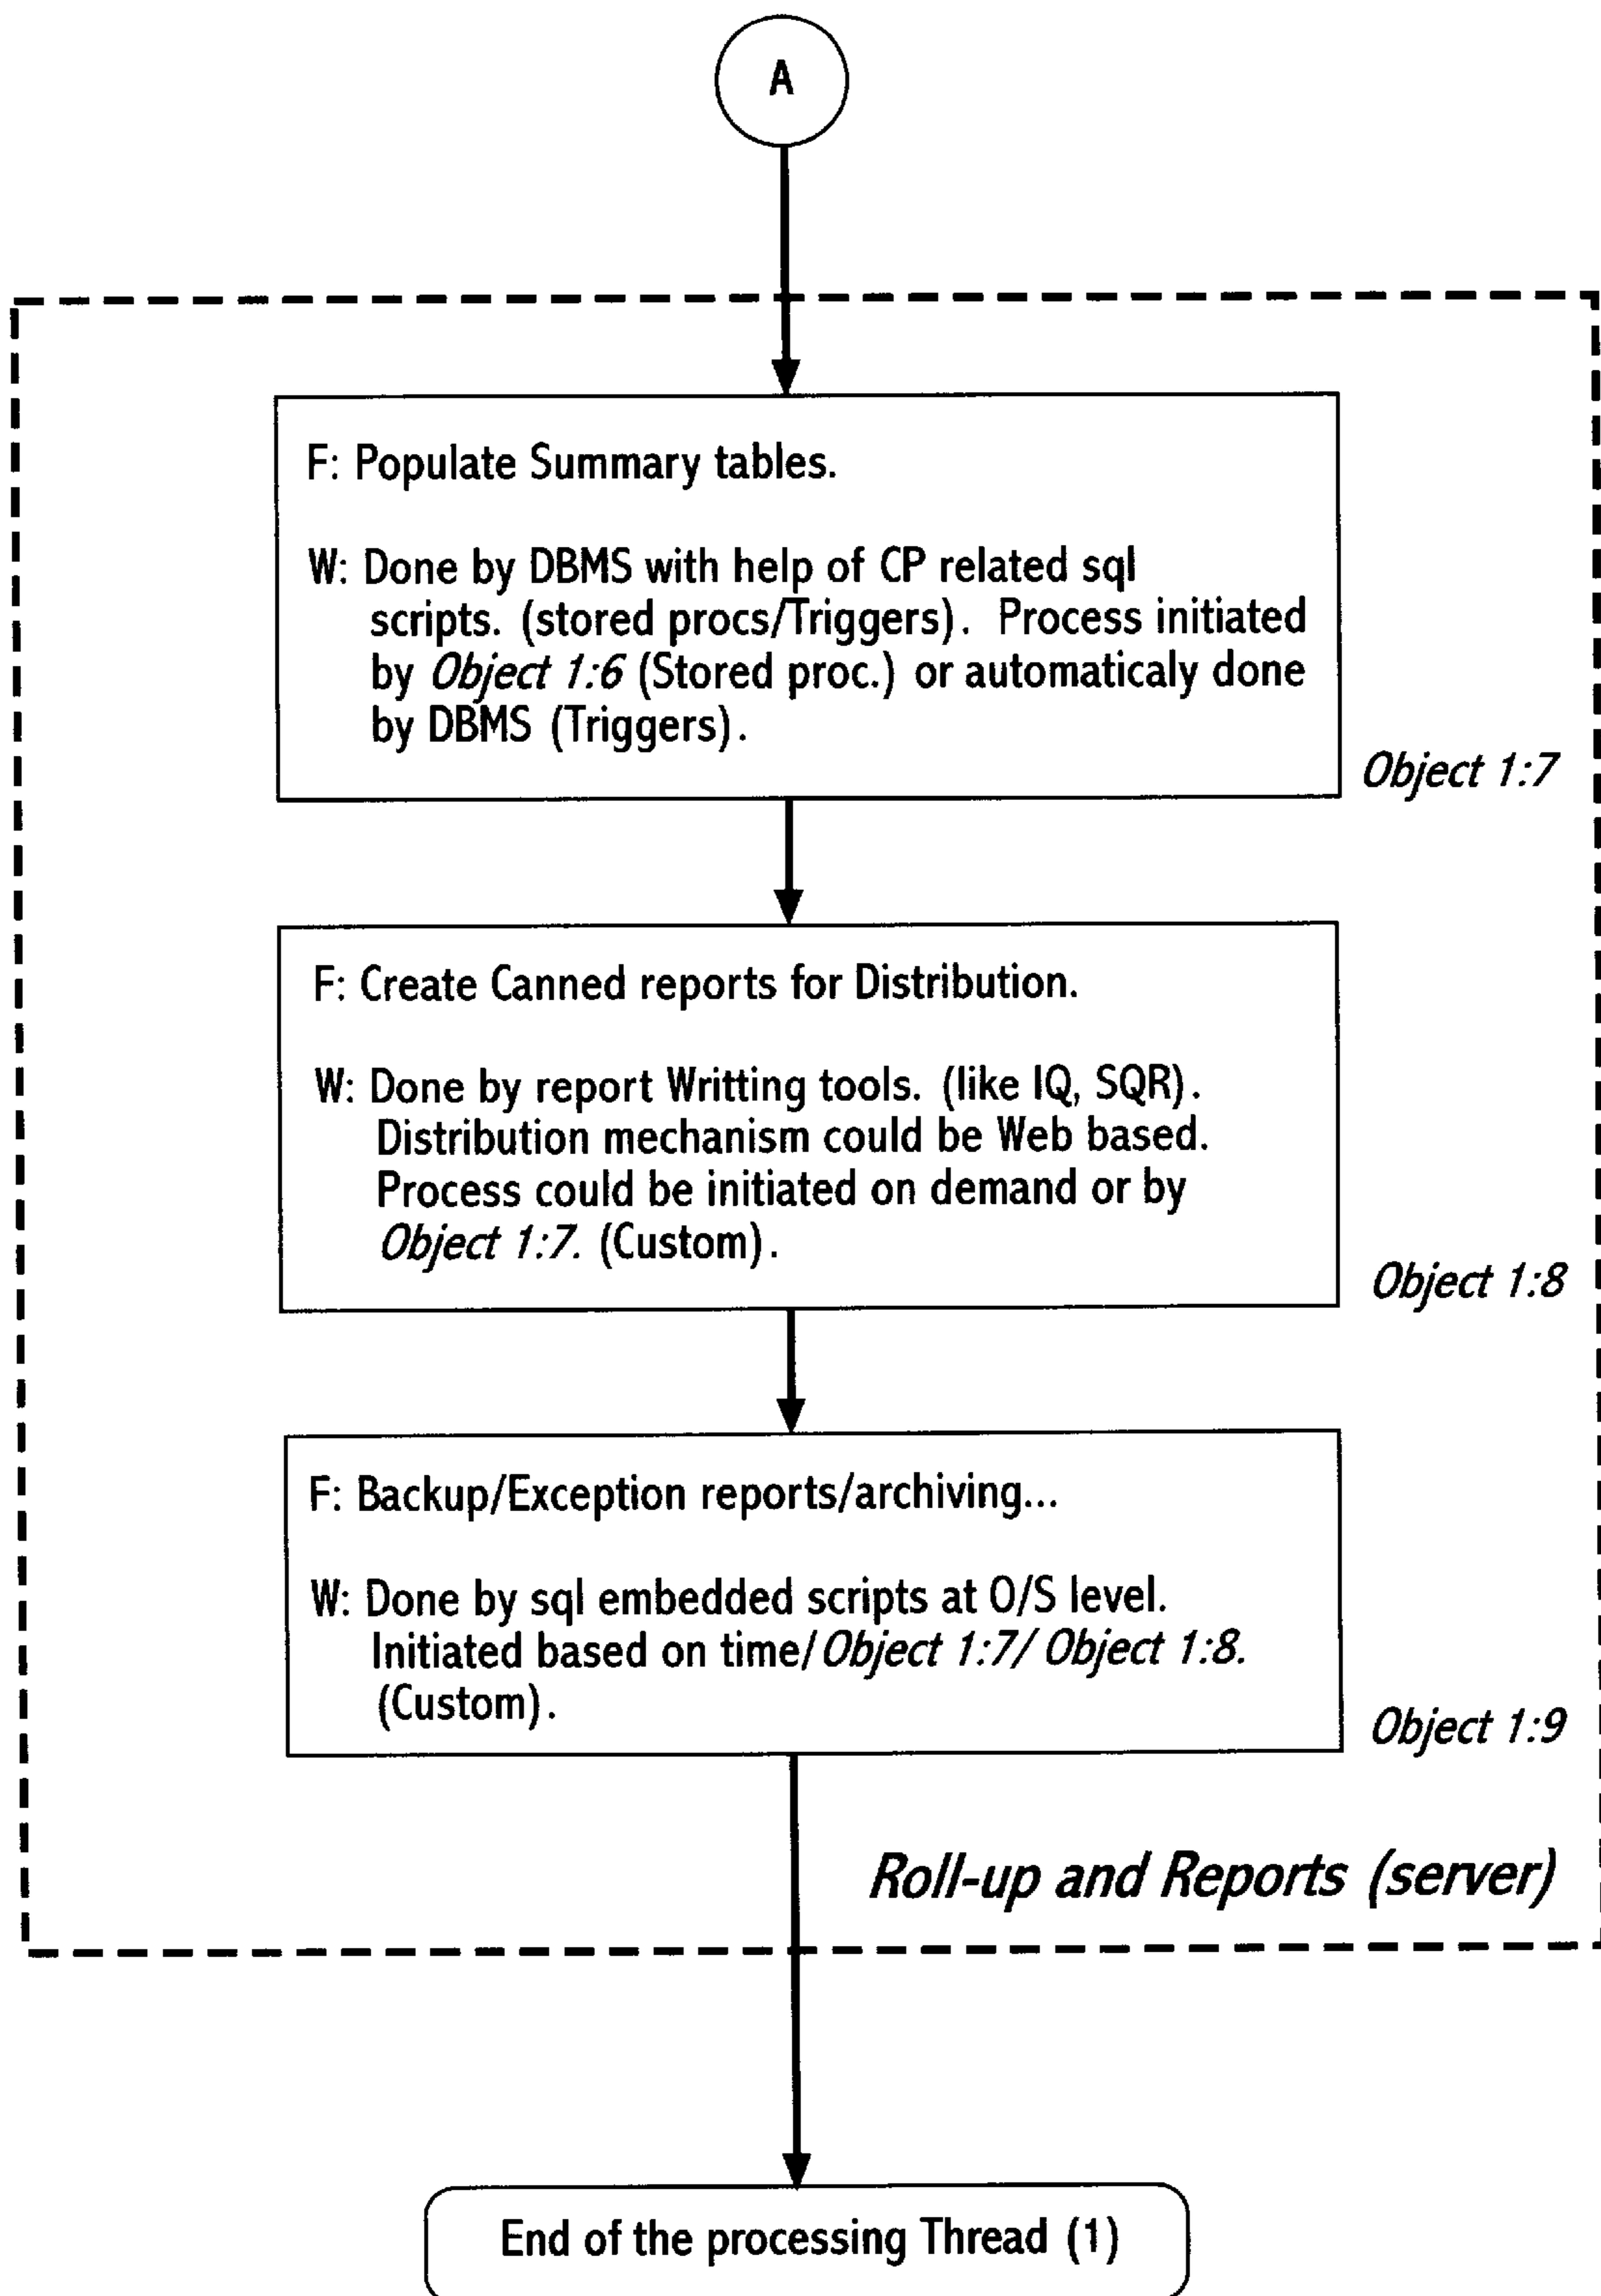 A
F: Populate Summary tables.
W: Done by DBMS with help of CP related sql
scripts. (stored procs/Triggers). Process initiated
by Object 1:6 (Stored proc.) or automaticaly done
by DBMS (Triggers).
Object 1:7
F: Create Canned reports for Distribution.
W: Done by report Writting tools. (like IQ, SQR).
Distribution mechanism could be Web based.
Process could be initiated on demand or by
Object 1:7. (Custom).
Object 1:8
F: Backup/Exception reports/archiving...
W: Done by sql embedded scripts at O/S level.
Initiated based on time/Object 1:7/ Object 1:8.
(Custom).
Object 1:9
Roll-up and Reports (server)
End of the processing Thread (1)